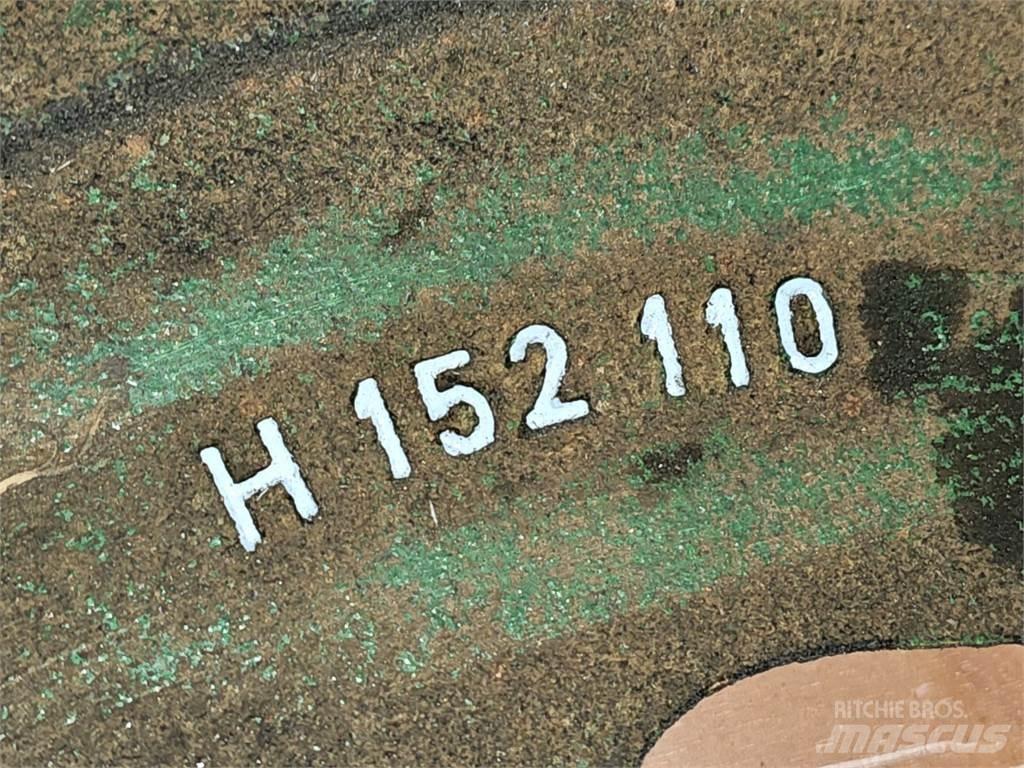 H 152 110
RITCHIE BROS.
MASCUS